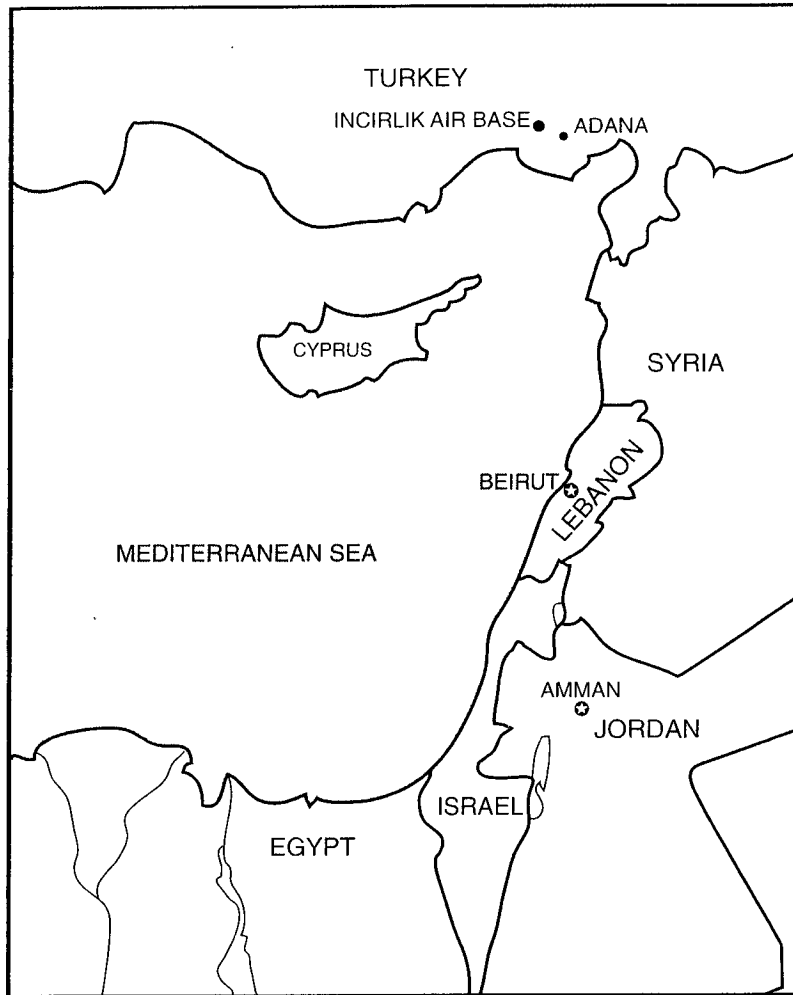 TURKEY
INCIRLIK AIR BASE
ADANA
CYPRUS
SYRIA
BEIRUT
LEBANON
MEDITERRANEAN SEA
AMMAN
JORDAN
ISRAEL
EGYPT